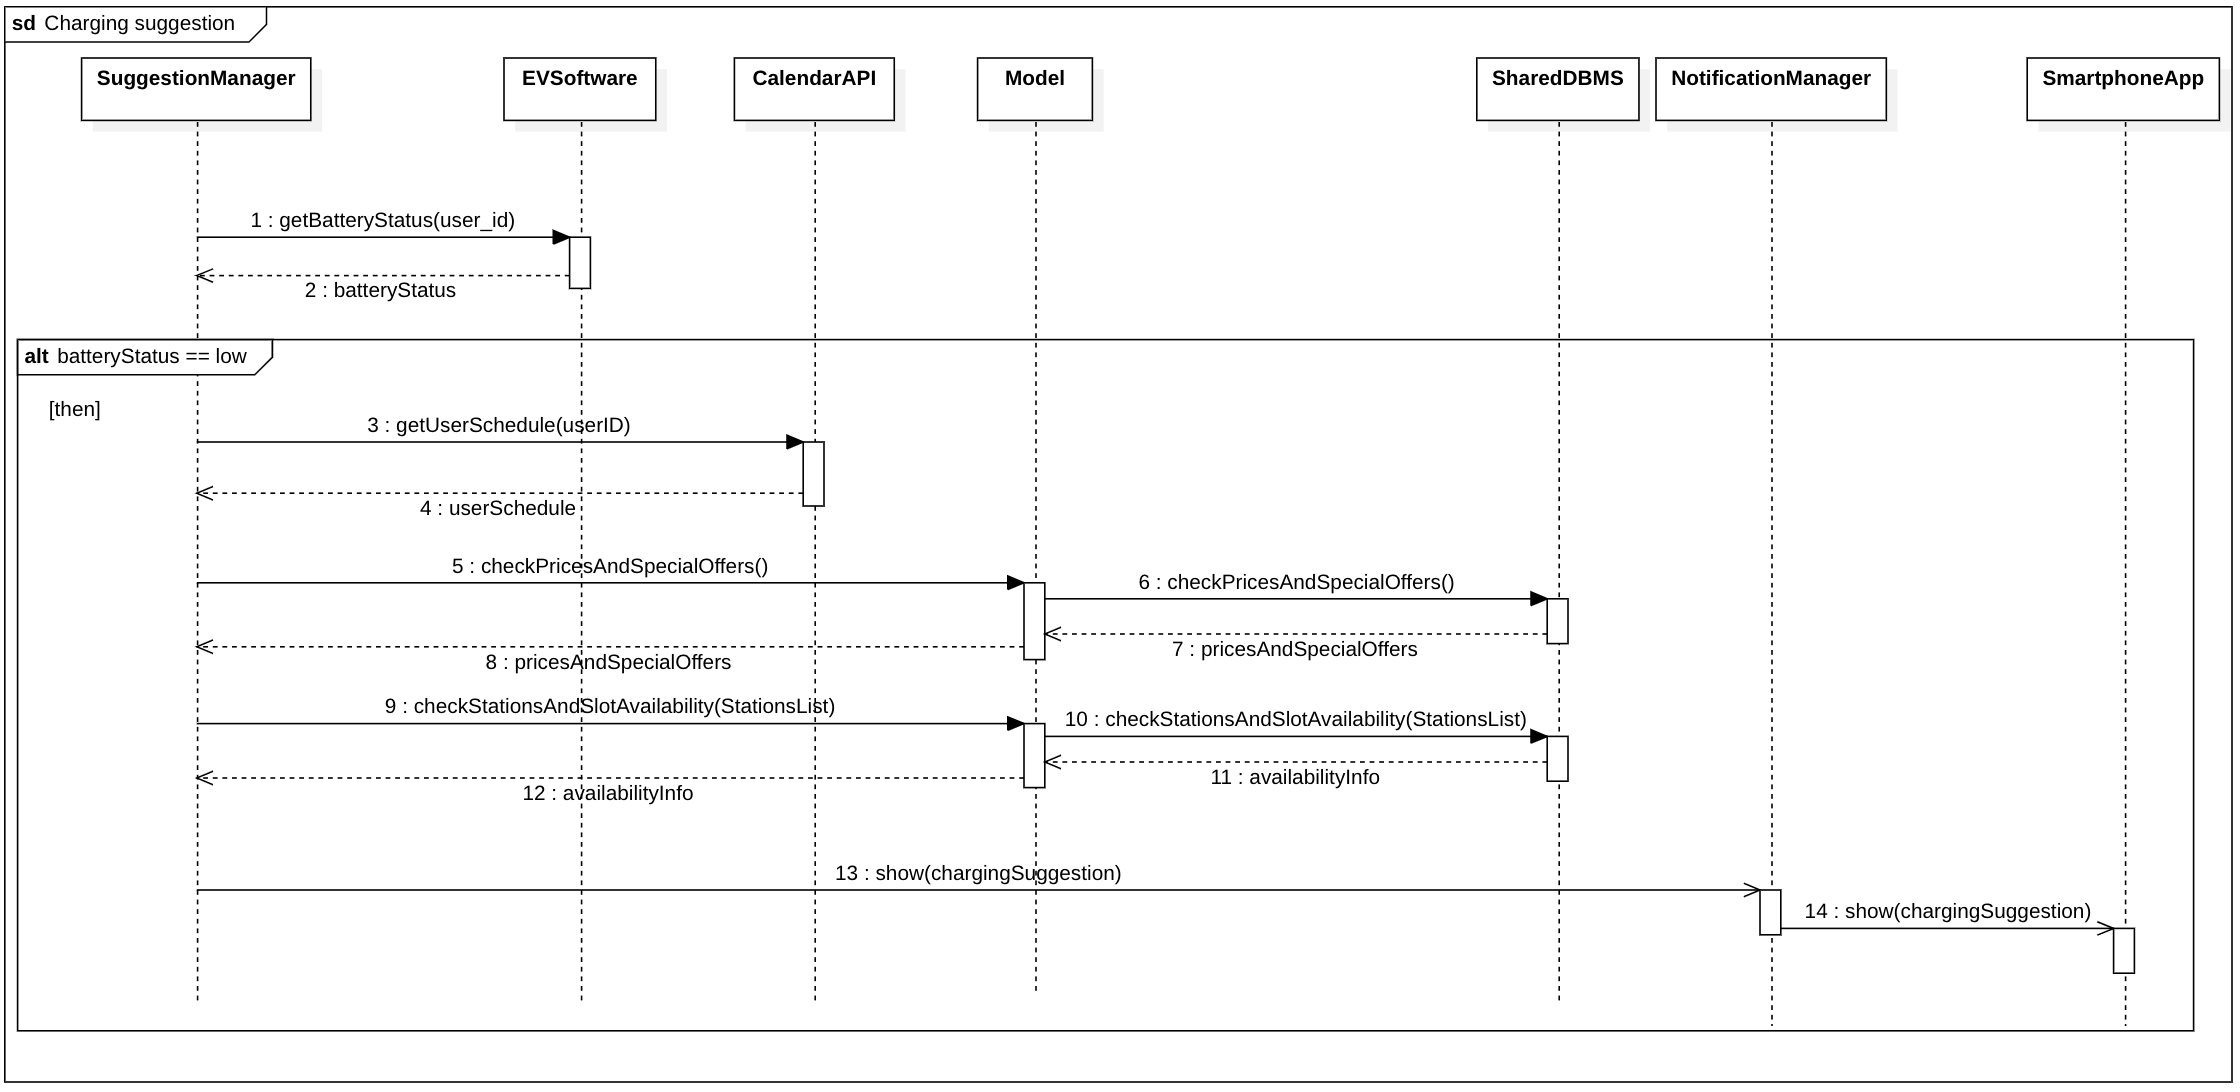 sd Charging suggestion
SuggestionManager
EVSoftware
CalendarAPI
Model
SharedDBMS
NotificationManager
SmartphoneApp
1 : getBatteryStatus(user_id)
2 : batteryStatus
alt batteryStatus == low
[then]
3 : getUserSchedule(userID)
4 : userSchedule
5 : checkPricesAndSpecialOffers()
6 : checkPricesAndSpecialOffers()
7 : pricesAndSpecialOffers
8 : pricesAndSpecialOffers
9 : checkStationsAndSlotAvailability(StationsList)
10 : checkStationsAndSlotAvailability(StationsList)
11 : availabilityInfo
12 : availabilityInfo
13 : show(chargingSuggestion)
14 : show(chargingSuggestion)